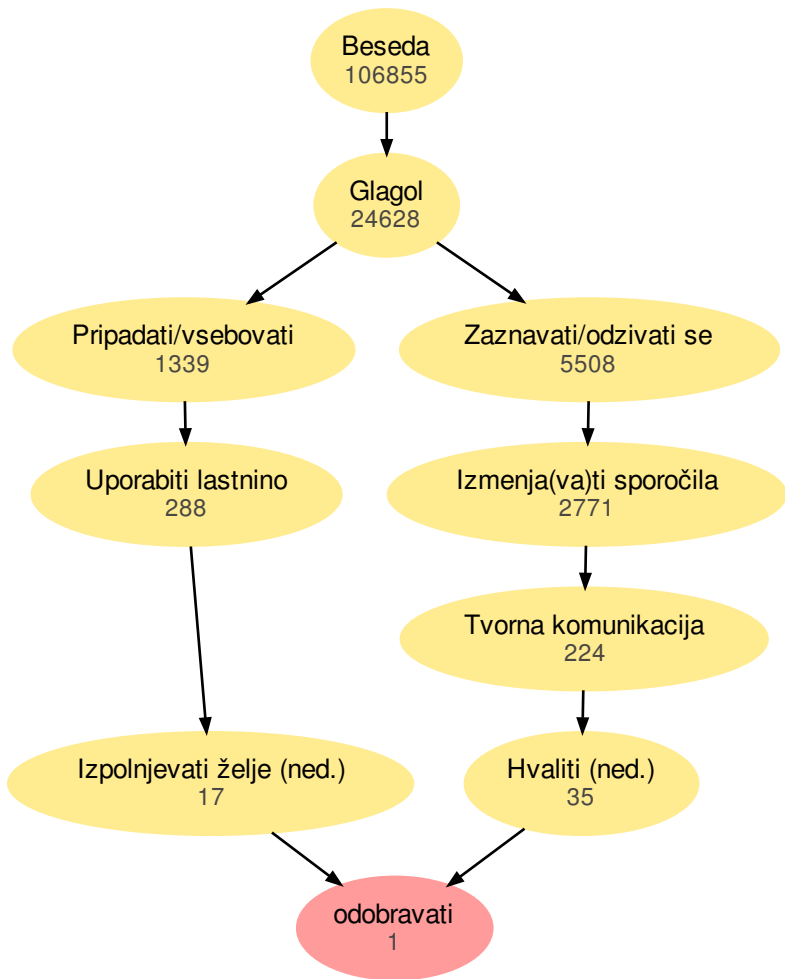 Beseda
106855
Glagol
24628
Pripadati/vsebovati
1339
Zaznavati/odzivati se
5508
Uporabiti lastnino
288
Izmenja(va)ti sporočila
2771
Tvorna komunikacija
224
Izpolnjevati želje (ned.)
17
Hvaliti (ned.)
35
odobravati
1